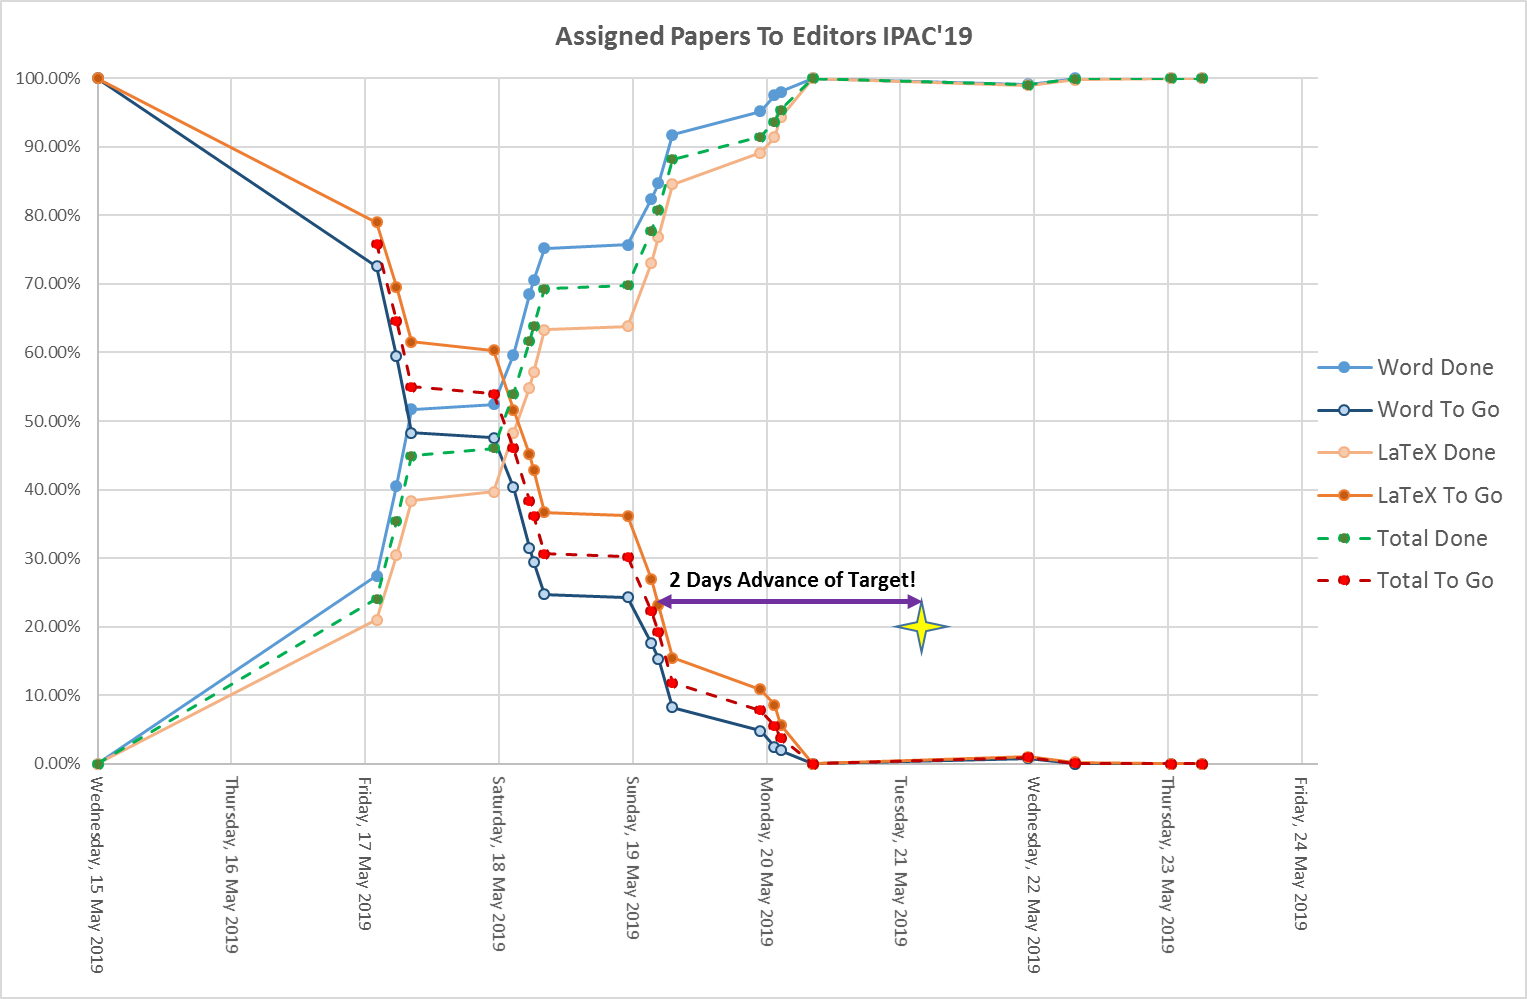 Assigned Papers To Editors IPAC'19
100.00%
90.00%
80.00%
70.00%
60.00%
50.00%
40.00%
30.00%
20.00%
10.00%
0.00%
2 Days Advance of Target!
Word Done
Word To Go
LaTeX Done
LaTeX To Go
Total Done
Total To Go
Wednesday, 15 May 2019
Thursday, 16 May 2019
Friday, 17 May 2019
Saturday, 18 May 2019
Sunday, 19 May 2019
Monday, 20 May 2019
Tuesday, 21 May 2019
Wednesday, 22 May 2019
Thursday, 23 May 2019
Friday, 24 May 2019